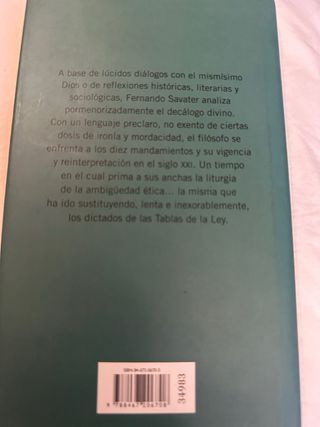 A base de lúcidos diálogos con el mismísimo
Dios o de reflexiones históricas, literarias y
sociológicas, Fernando Savater analiza
pormenorizadamente el decálogo divino.
Con un lenguaje preclaro, no exento de ciertas
dosis de ironía y mordacidad, el filósofo se
enfrenta a los diez mandamientos y su vigencia
y reinterpretación en el siglo XXI. Un tiempo
en el cual prima a sus anchas la liturgia
de la ambigüedad ética... la misma que
ha ido sustituyendo, lenta e inexorablemente,
los dictados de las Tablas de la Ley.
34983
9 788467 206708